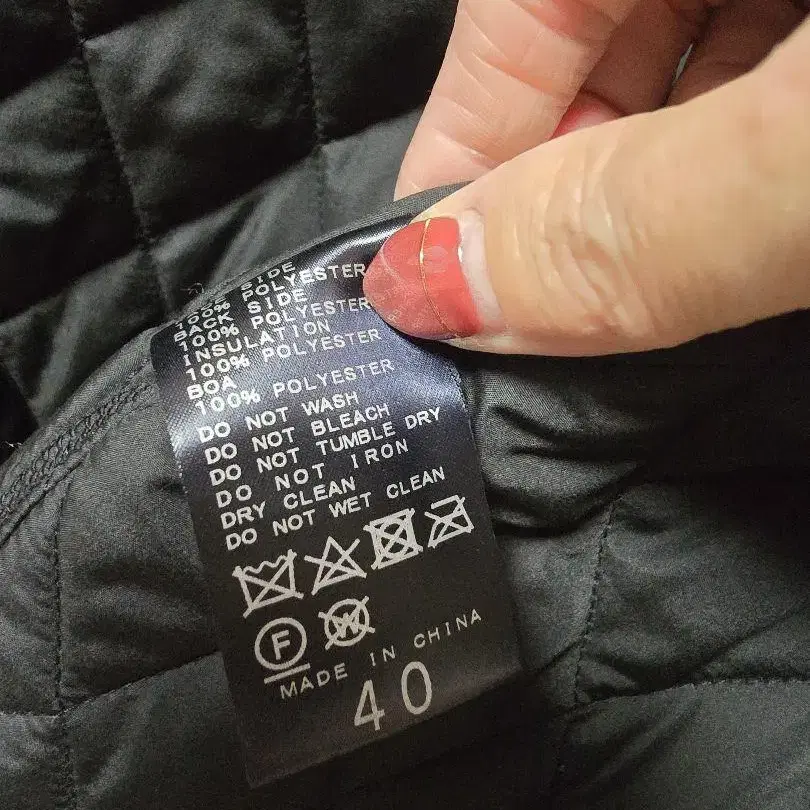 SIDE
100% POLYESTER
BACK SIDE
100% POLYESTER
INSULATION
100% POLYESTER
BOA
100% POLYESTER
DO NOT WASH
DO NOT BLEACH
DO NOT TUMBLE DRY
DO NOT IRON
DRY CLEAN
DO NOT WET CLEAN
F W
MADE IN CHINA
40